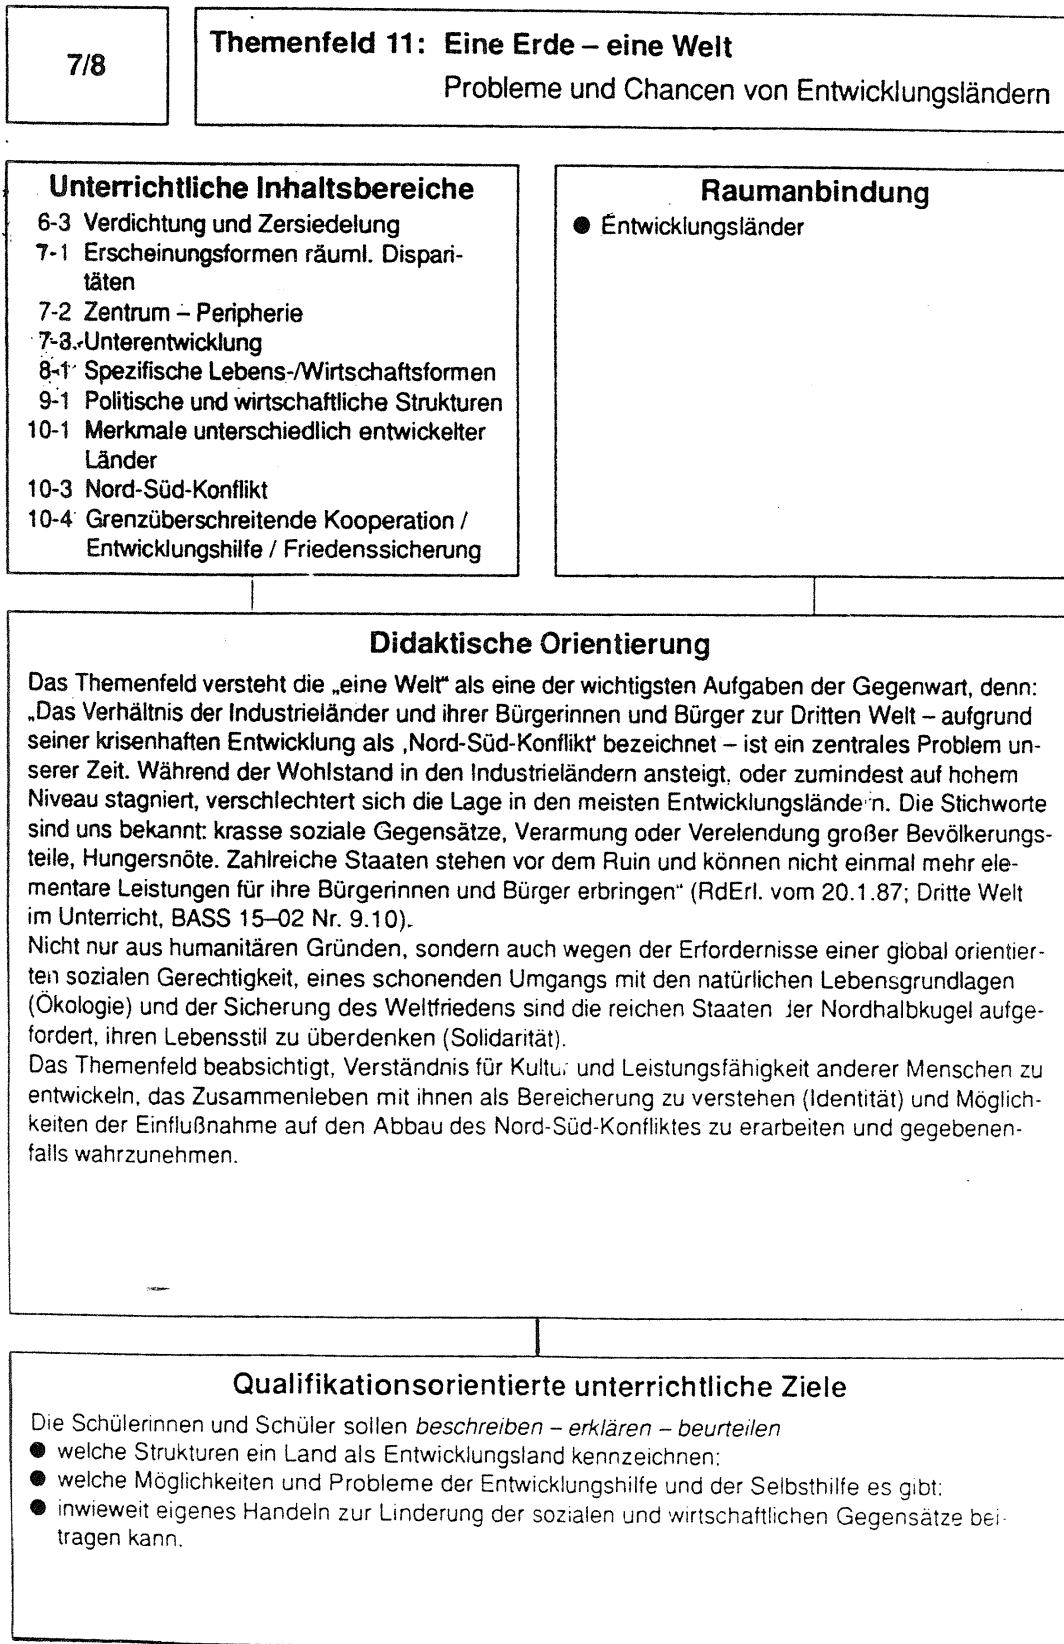 7/8
Themenfeld 11: Eine Erde – eine Welt
Probleme und Chancen von Entwicklungsländern
Unterrichtliche Inhaltsbereiche
6-3 Verdichtung und Zersiedelung
7-1 Erscheinungsformen räuml. Dispari-
täten
7-2 Zentrum – Peripherie
7-3 Unterentwicklung
8-1 Spezifische Lebens-/Wirtschaftsformen
9-1 Politische und wirtschaftliche Strukturen
10-1 Merkmale unterschiedlich entwickelter
Länder
10-3 Nord-Süd-Konflikt
10-4 Grenzüberschreitende Kooperation /
Entwicklungshilfe / Friedenssicherung
Raumanbindung
● Entwicklungsländer
Didaktische Orientierung
Das Themenfeld versteht die „eine Welt" als eine der wichtigsten Aufgaben der Gegenwart, denn:
„Das Verhältnis der Industrieländer und ihrer Bürgerinnen und Bürger zur Dritten Welt – aufgrund
seiner krisenhaften Entwicklung als ‚Nord-Süd-Konflikt' bezeichnet – ist ein zentrales Problem un-
serer Zeit. Während der Wohlstand in den Industrieländern ansteigt, oder zumindest auf hohem
Niveau stagniert, verschlechtert sich die Lage in den meisten Entwicklungsländern. Die Stichworte
sind uns bekannt: krasse soziale Gegensätze, Verarmung oder Verelendung großer Bevölkerungs-
teile, Hungersnöte. Zahlreiche Staaten stehen vor dem Ruin und können nicht einmal mehr ele-
mentare Leistungen für ihre Bürgerinnen und Bürger erbringen" (RdErl. vom 20.1.87; Dritte Welt
im Unterricht, BASS 15–02 Nr. 9.10).
Nicht nur aus humanitären Gründen, sondern auch wegen der Erfordernisse einer global orientier-
ten sozialen Gerechtigkeit, eines schonenden Umgangs mit den natürlichen Lebensgrundlagen
(Ökologie) und der Sicherung des Weltfriedens sind die reichen Staaten der Nordhalbkugel aufge-
fordert, ihren Lebensstil zu überdenken (Solidarität).
Das Themenfeld beabsichtigt, Verständnis für Kultur und Leistungsfähigkeit anderer Menschen zu
entwickeln, das Zusammenleben mit ihnen als Bereicherung zu verstehen (Identität) und Möglich-
keiten der Einflußnahme auf den Abbau des Nord-Süd-Konfliktes zu erarbeiten und gegebenen-
falls wahrzunehmen.
Qualifikationsorientierte unterrichtliche Ziele
Die Schülerinnen und Schüler sollen beschreiben – erklären – beurteilen
● welche Strukturen ein Land als Entwicklungsland kennzeichnen;
● welche Möglichkeiten und Probleme der Entwicklungshilfe und der Selbsthilfe es gibt;
● inwieweit eigenes Handeln zur Linderung der sozialen und wirtschaftlichen Gegensätze bei-
tragen kann.